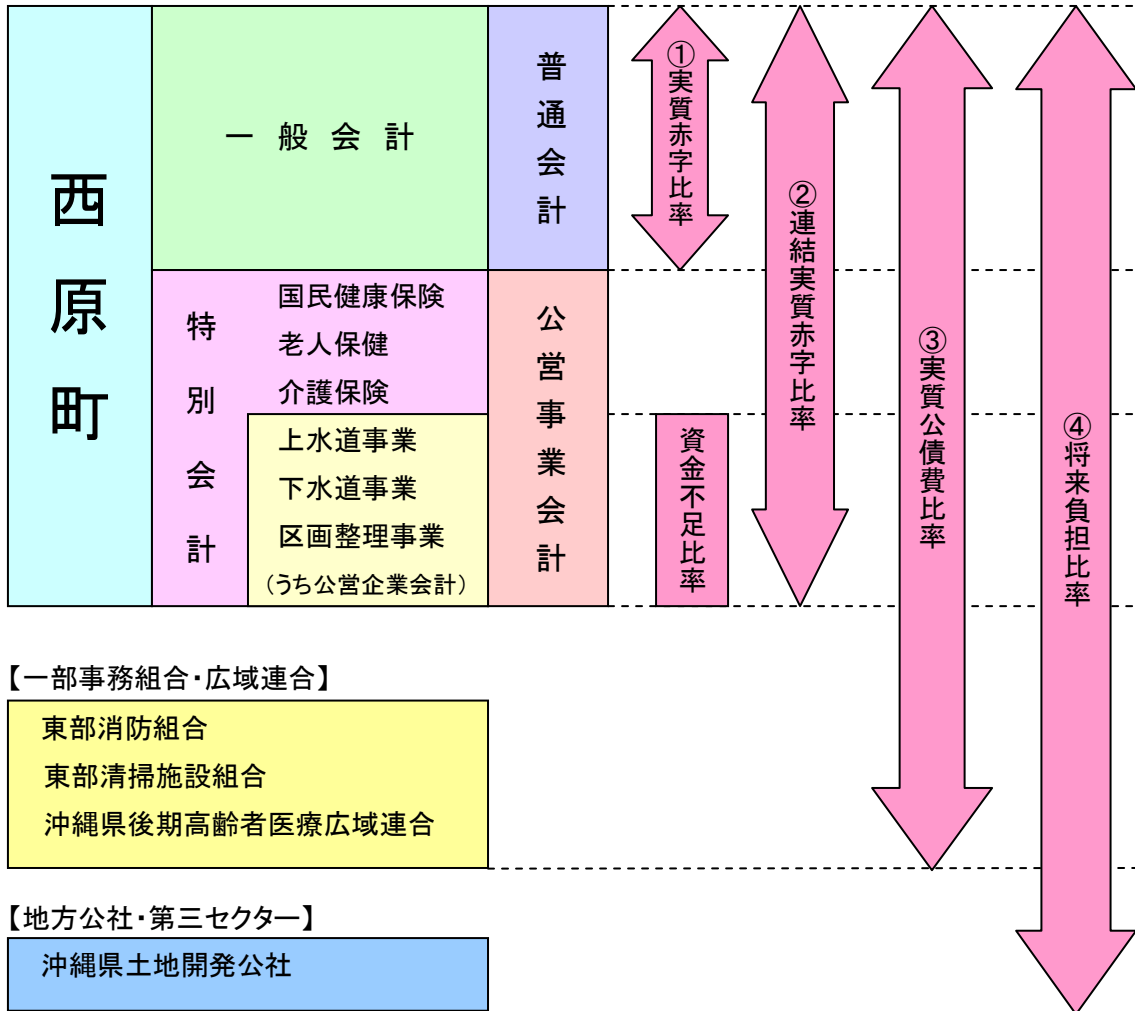 西原町
一般会計
普通会計
特別会計
国民健康保険
老人保健
介護保険
上水道事業
下水道事業
区画整理事業
(うち公営企業会計)
公営事業会計
①実質赤字比率
資金不足比率
②連結実質赤字比率
③実質公債費比率
④将来負担比率
【一部事務組合・広域連合】
東部消防組合
東部清掃施設組合
沖縄県後期高齢者医療広域連合
【地方公社・第三セクター】
沖縄県土地開発公社